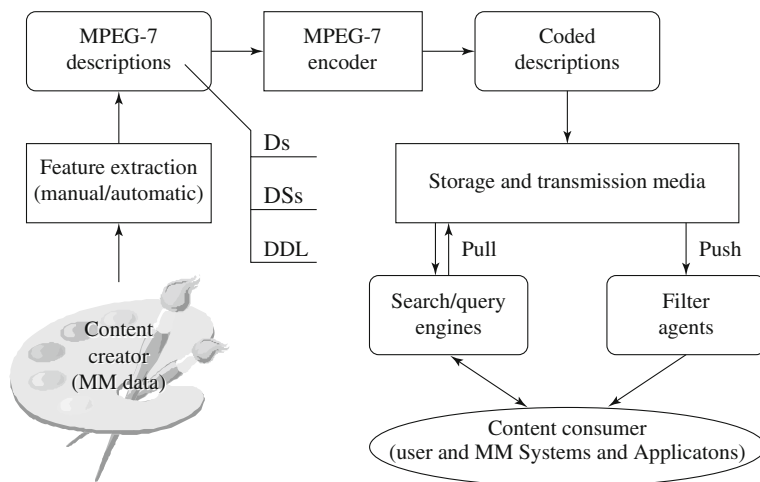 MPEG-7
descriptions
MPEG-7
encoder
Coded
descriptions
Ds
DSs
DDL
Feature extraction
(manual/automatic)
Storage and transmission media
Pull
Push
Search/query
engines
Filter
agents
Content
creator
(MM data)
Content consumer
(user and MM Systems and Applicatons)